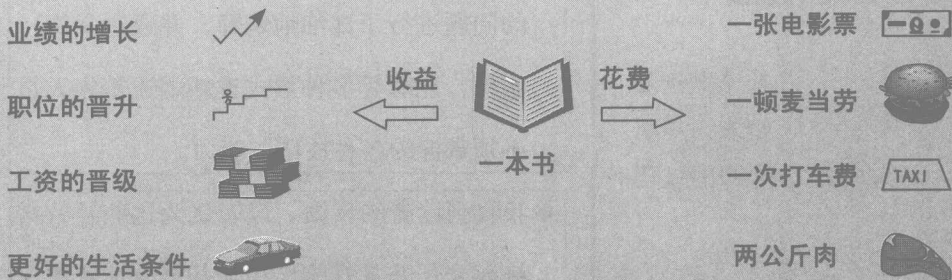 业绩的增长
职位的晋升
工资的晋级
更好的生活条件
收益
一本书
花费
一张电影票
一顿麦当劳
一次打车费
TAXI
两公斤肉